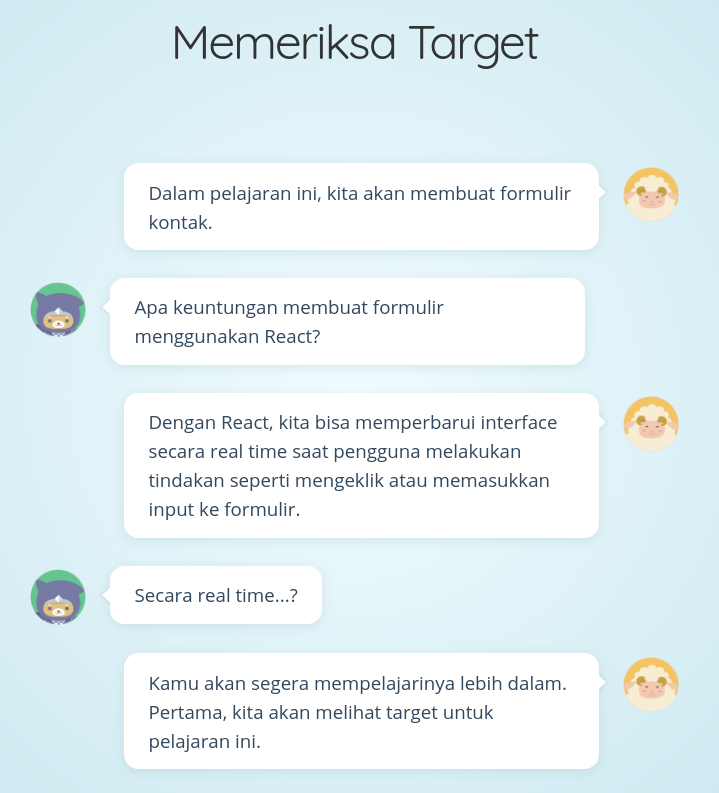 Memeriksa Target
Dalam pelajaran ini, kita akan membuat formulir
kontak.
Apa keuntungan membuat formulir
menggunakan React?
Dengan React, kita bisa memperbarui interface
secara real time saat pengguna melakukan
tindakan seperti mengeklik atau memasukkan
input ke formulir.
Secara real time...?
Kamu akan segera mempelajarinya lebih dalam.
Pertama, kita akan melihat target untuk
pelajaran ini.